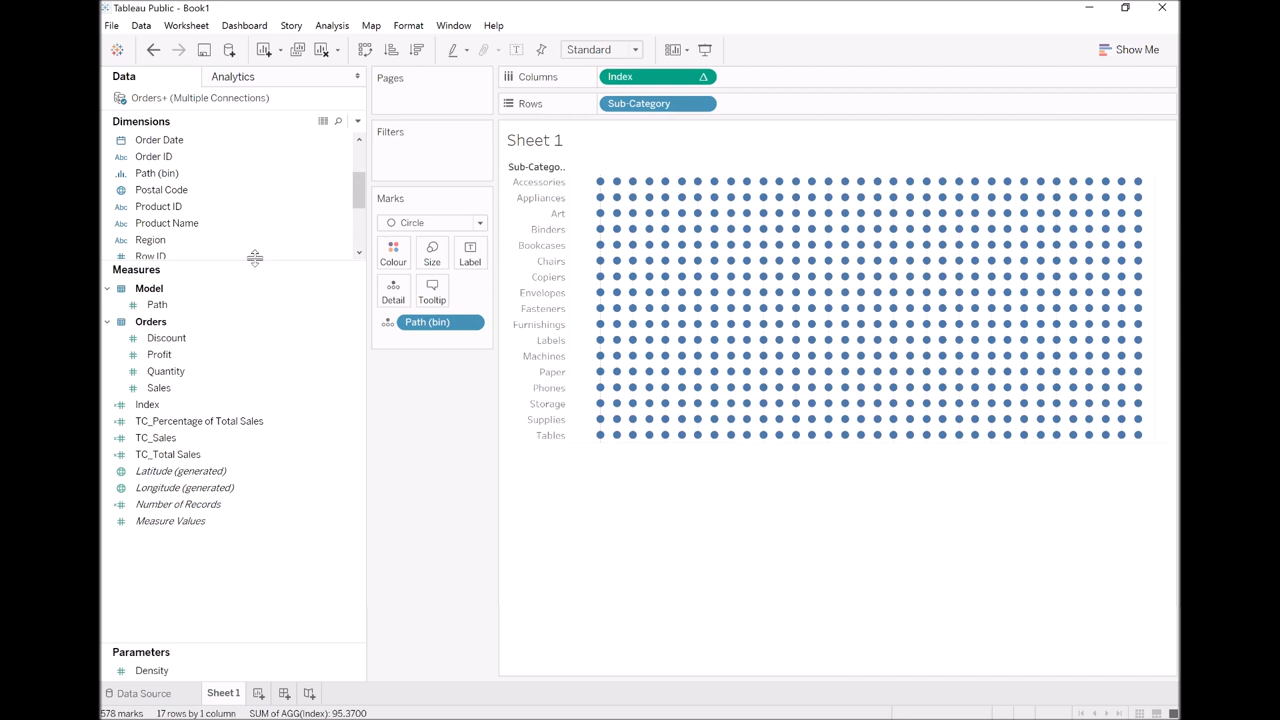 Tableau Public - Book1
File Data Worksheet Dashboard Story Analysis Map Format Window Help
Standard
Show Me
Data
Analytics
Orders+ (Multiple Connections)
Dimensions
Order Date
Abc Order ID
Path (bin)
Postal Code
Abc Product ID
Abc Product Name
Abc Region
Row ID
Measures
Model
Path
Orders
Discount
Profit
Quantity
Sales
Index
TC_Percentage of Total Sales
TC_Sales
TC_Total Sales
Latitude (generated)
Longitude (generated)
Number of Records
Measure Values
Parameters
Density
Pages
Filters
Marks
Circle
Colour Size Label
Detail Tooltip
Path (bin)
Columns
Index
Rows
Sub-Category
Sheet 1
Sub-Catego..
Accessories
Appliances
Art
Binders
Bookcases
Chairs
Copiers
Envelopes
Fasteners
Furnishings
Labels
Machines
Paper
Phones
Storage
Supplies
Tables
Data Source
Sheet 1
578 marks 17 rows by 1 column SUM of AGG(Index): 95.3700